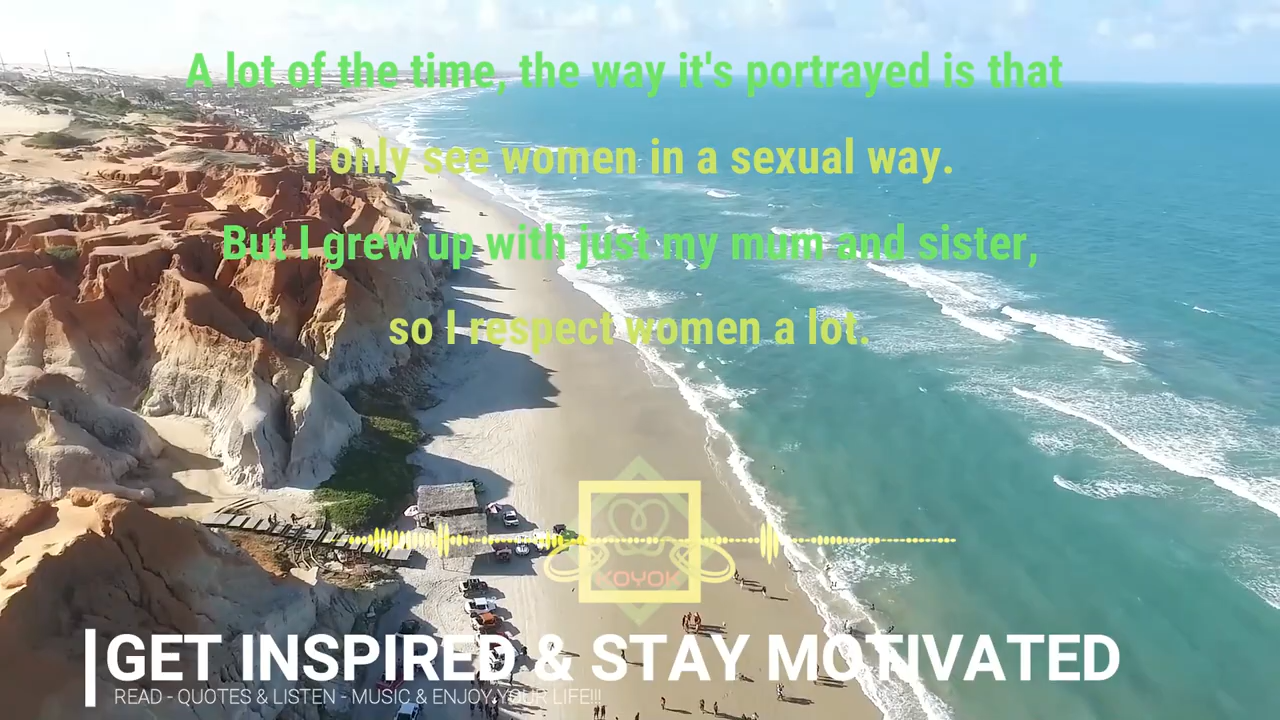 A lot of the time, the way it's portrayed is that
I only see women in a sexual way.
But I grew up with just my mum and sister,
so I respect women a lot.
KOYOK
GET INSPIRED & STAY MOTIVATED
READ - QUOTES & LISTEN - MUSIC & ENJOY YOUR LIFE!!!